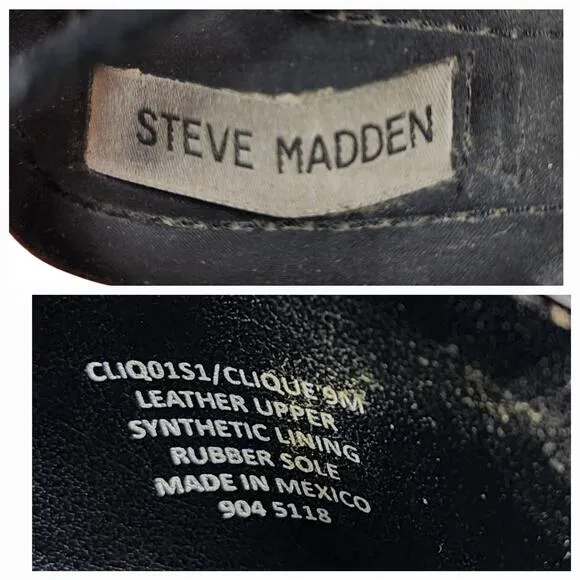 STEVE MADDEN
CLIQ01S1/CLIQUE 9M
LEATHER UPPER
SYNTHETIC LINING
RUBBER SOLE
MADE IN MEXICO
904 5118